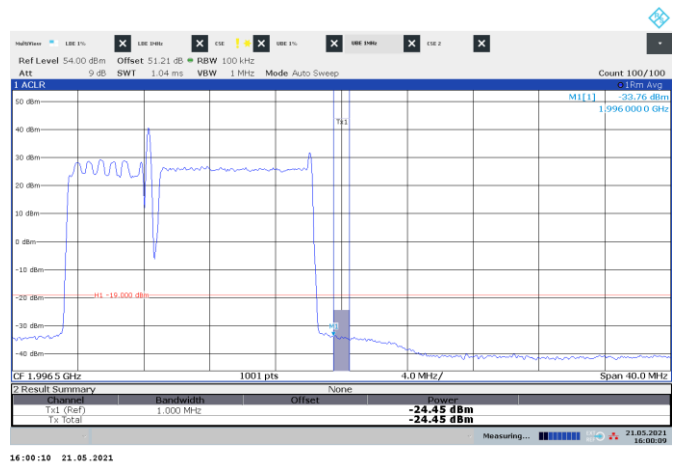 MultiView LBE 1% LBE 1MHz CSE UBE 1% UBE 1MHz CSE 2
Ref Level 54.00 dBm Offset 51.21 dB RBW 100 kHz
Att 9 dB SWT 1.04 ms VBW 1 MHz Mode Auto Sweep Count 100/100
1 ACLR 1Rm Avg
M1[1] -33.76 dBm
1.996 000 0 GHz
50 dBm
Tx1
40 dBm
30 dBm
20 dBm
10 dBm
0 dBm
-10 dBm
H1 -19.000 dBm
-20 dBm
-30 dBm
M1
-40 dBm
CF 1.9965 GHz 1001 pts 4.0 MHz/ Span 40.0 MHz
2 Result Summary None
Channel Bandwidth Offset Power
Tx1 (Ref) 1.000 MHz -24.45 dBm
Tx Total -24.45 dBm
Measuring... 21.05.2021
16:00:09
16:00:10 21.05.2021